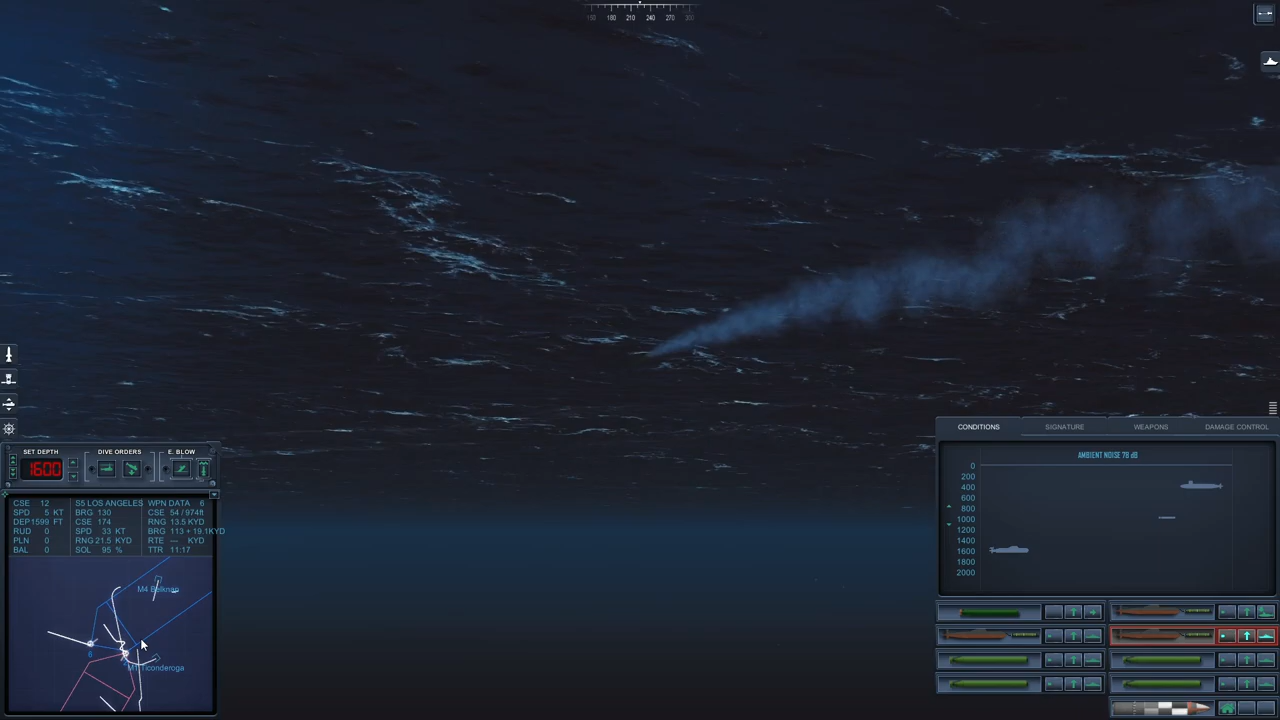 150 180 210 240 270 300
SET DEPTH
1600
DIVE ORDERS
E. BLOW
CSE 12
SPD 5 KT
DEP1599 FT
RUD 0
PLN 0
BAL 0
S5 LOS ANGELES
BRG 130
CSE 174
SPD 33 KT
RNG 21.5 KYD
SOL 95 %
WPN DATA 6
CSE 54 / 974ft
RNG 13.5 KYD
BRG 113 + 19.1KYD
RTE --- KYD
TTR 11:17
M4 Belknap
6
M1 Ticonderoga
CONDITIONS
SIGNATURE
WEAPONS
DAMAGE CONTROL
AMBIENT NOISE 78 dB
0
200
400
600
800
1000
1200
1400
1600
2000